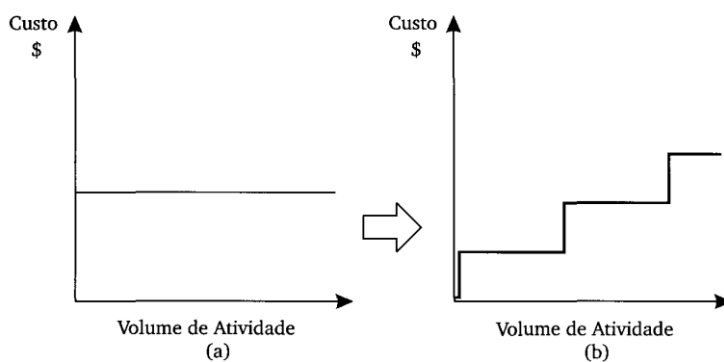 Custo
$
Volume de Atividade
(a)
Custo
$
Volume de Atividade
(b)